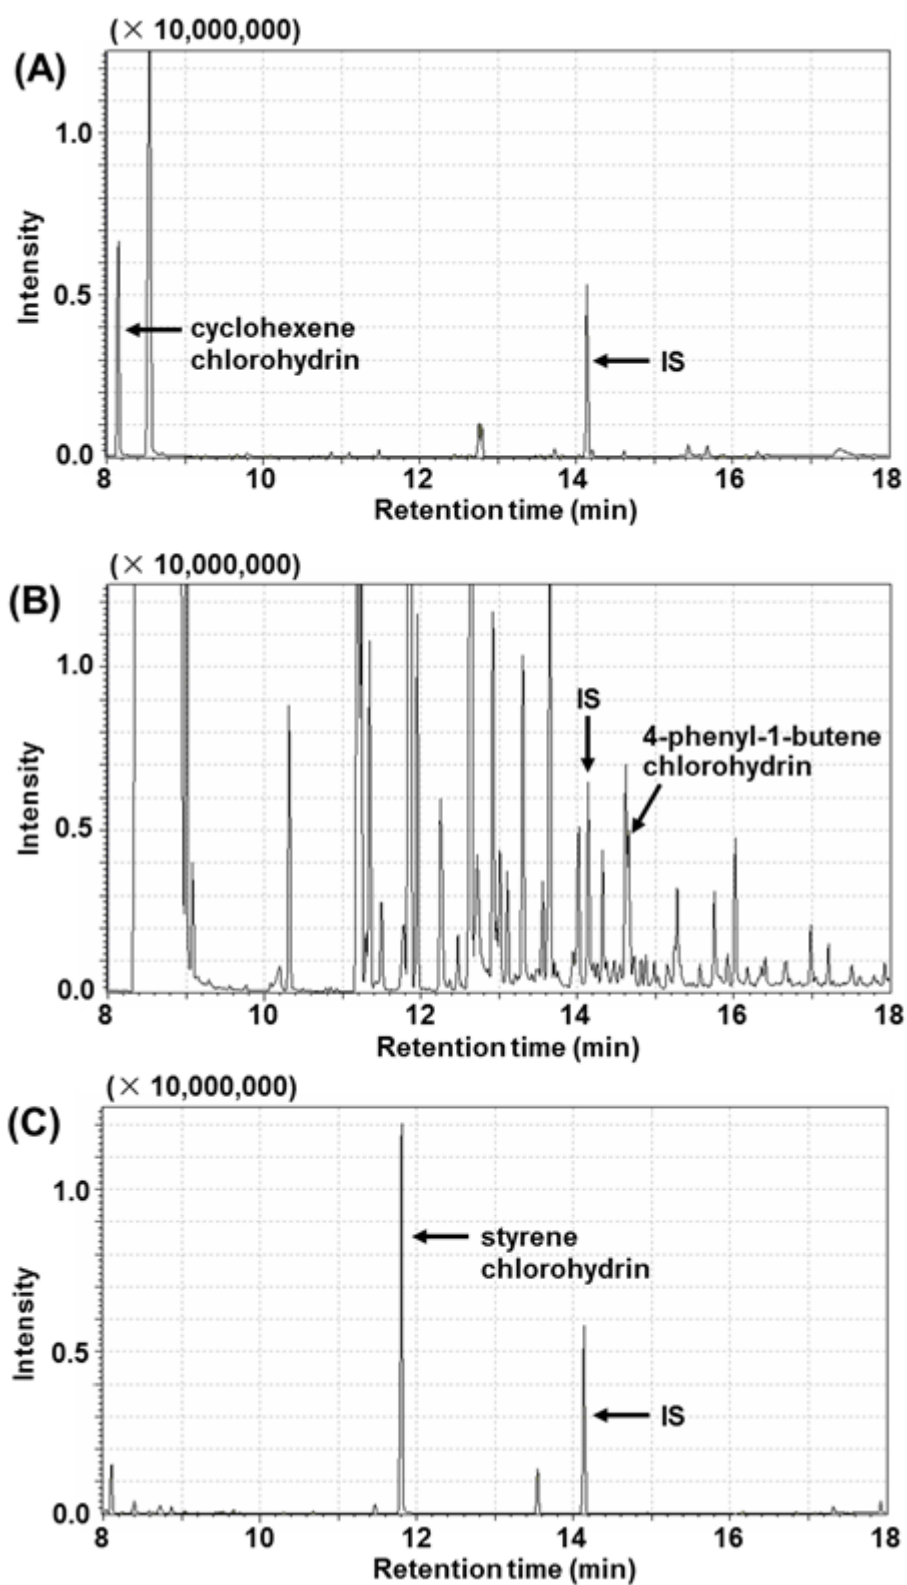 (× 10,000,000)
(A)
1.0
0.5
0.0
Intensity
cyclohexene
chlorohydrin
IS
8 10 12 14 16 18
Retention time (min)
(× 10,000,000)
(B)
1.0
0.5
0.0
Intensity
IS
4-phenyl-1-butene
chlorohydrin
8 10 12 14 16 18
Retention time (min)
(× 10,000,000)
(C)
1.0
0.5
0.0
Intensity
styrene
chlorohydrin
IS
8 10 12 14 16 18
Retention time (min)